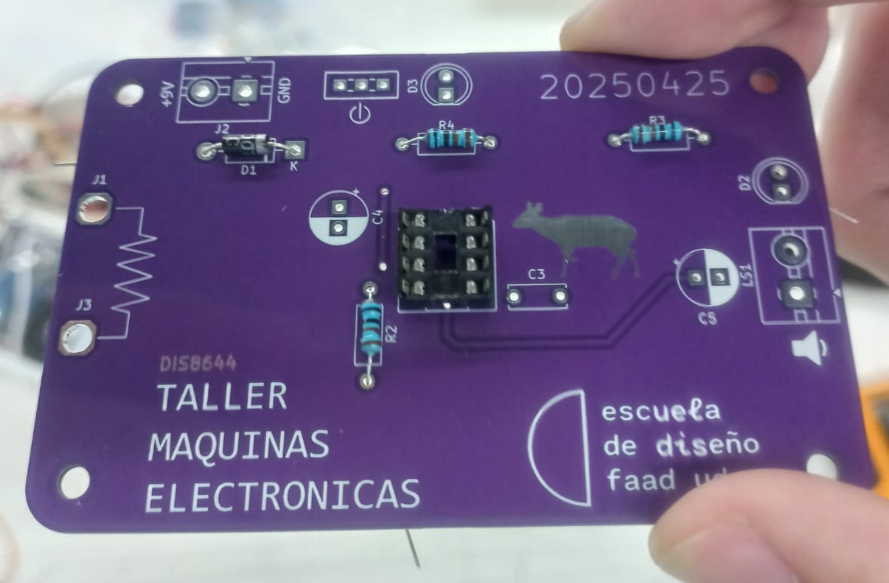 +9V
GND
J2
D3
20250425
R4
R3
D1
K
D2
J1
C4
J3
R2
C3
C5
LS1
DIS8644
TALLER
MAQUINAS
ELECTRONICAS
escuela
de diseño
faad